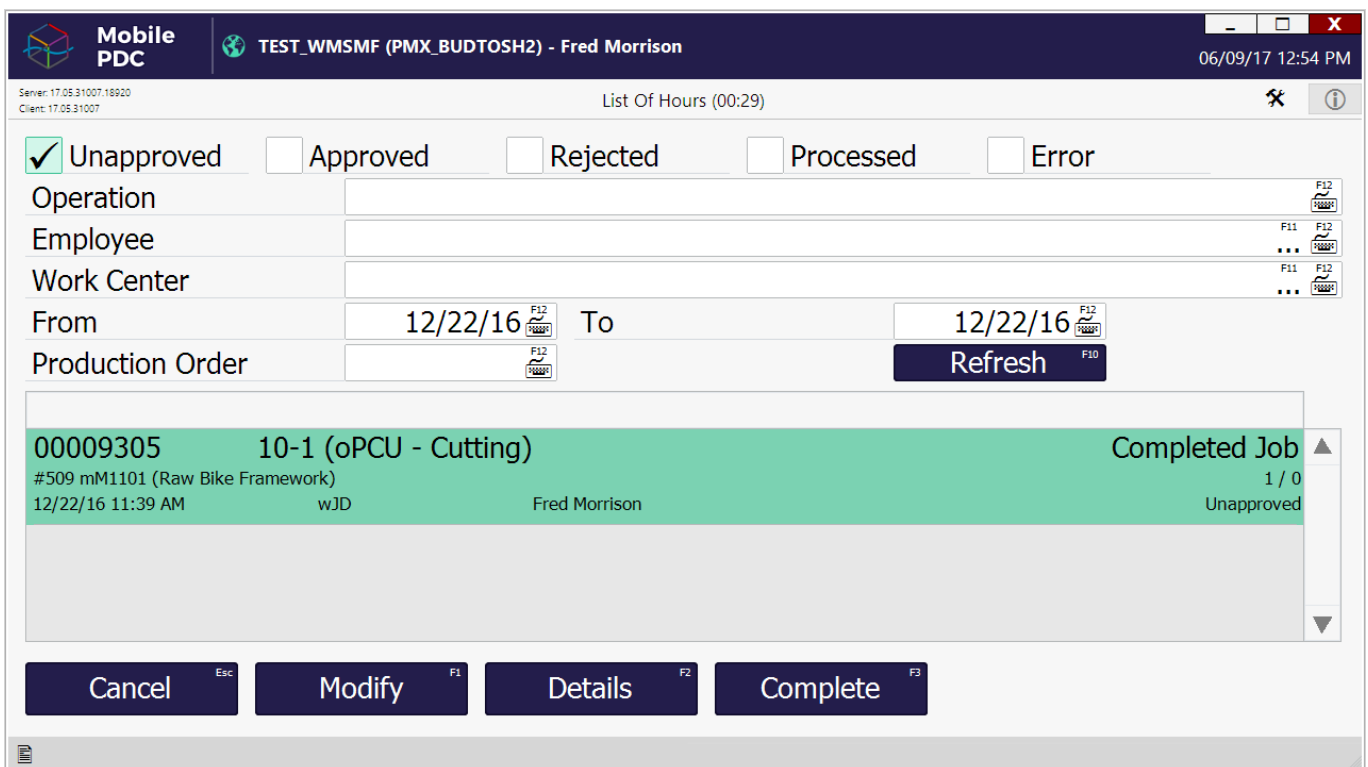 Mobile PDC
TEST_WMSMF (PMX_BUDTOSH2) - Fred Morrison
X
06/09/17 12:54 PM
Server: 17.05.31007.18920
Client: 17.05.31007
List Of Hours (00:29)
Unapproved Approved Rejected Processed Error
Operation F12
Employee F11 ... F12
Work Center F11 ... F12
From 12/22/16 F12 To 12/22/16 F12
Production Order F12 Refresh F10
00009305 10-1 (oPCU - Cutting) Completed Job
#509 mM1101 (Raw Bike Framework) 1 / 0
12/22/16 11:39 AM wJD Fred Morrison Unapproved
Cancel Esc Modify F1 Details F2 Complete F3